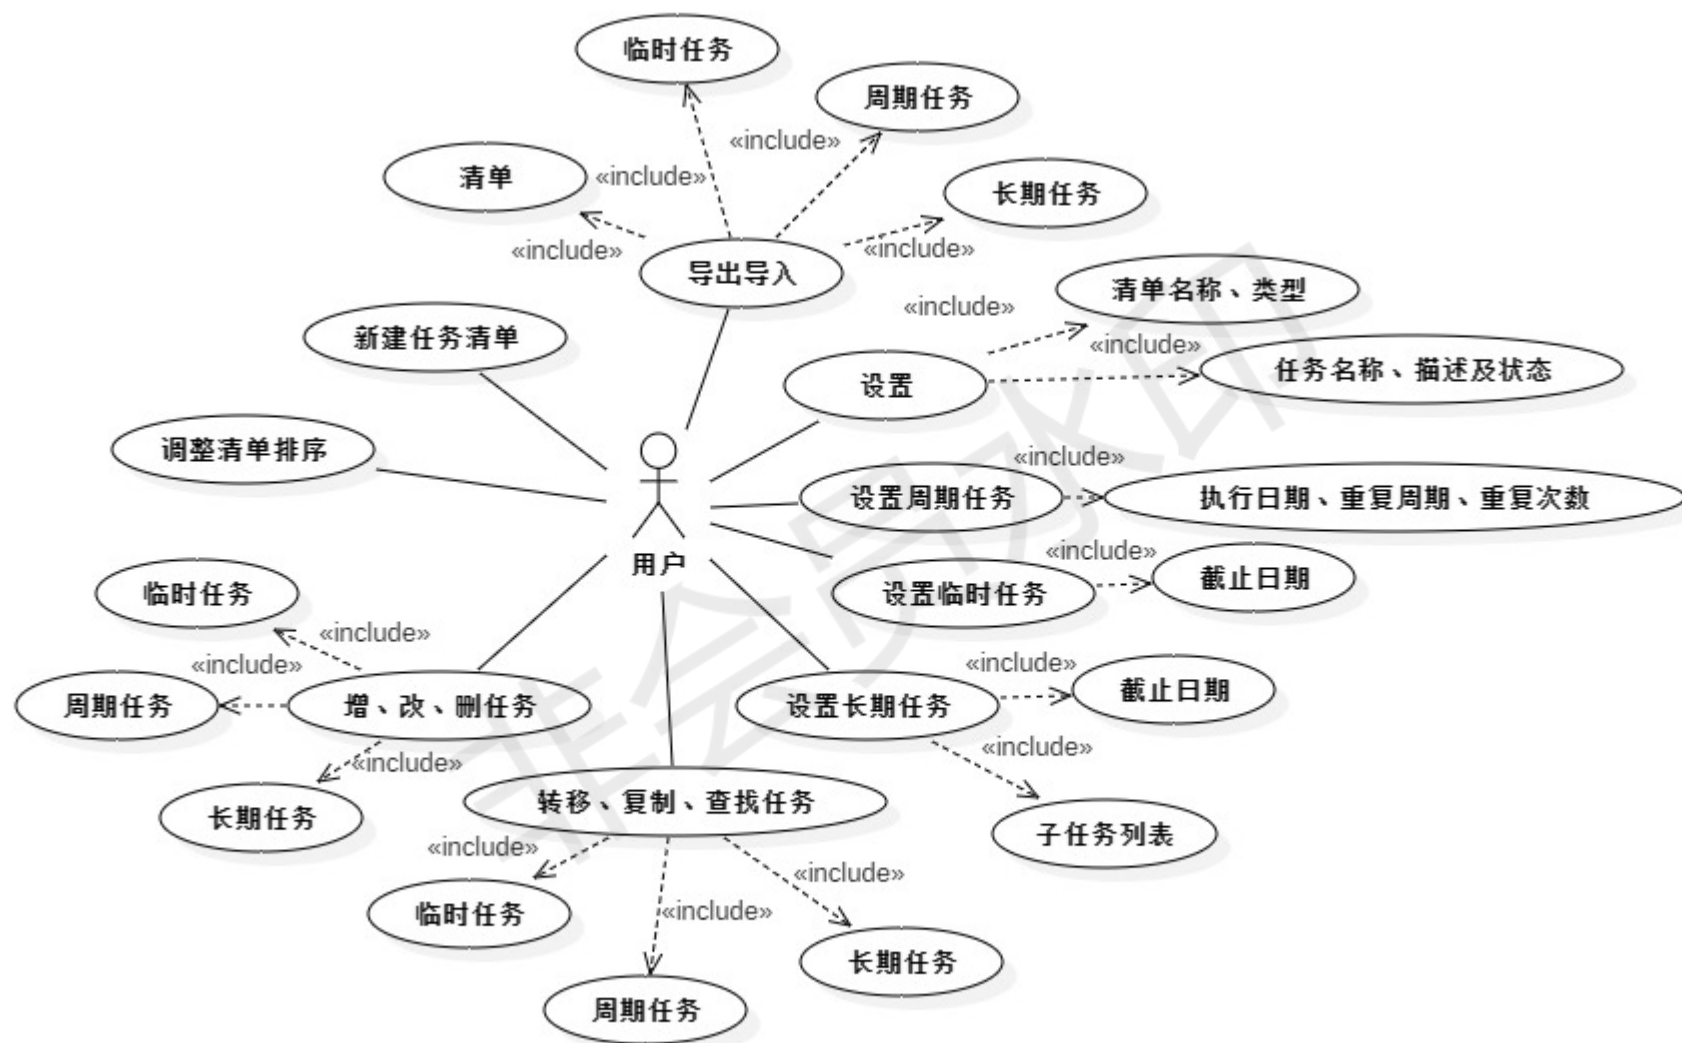 临时任务
周期任务
«include»
清单
«include»
长期任务
«include»
«include»
导出导入
清单名称、类型
«include»
新建任务清单
«include»
任务名称、描述及状态
设置
调整清单排序
«include»
设置周期任务
执行日期、重复周期、重复次数
用户
«include»
截止日期
设置临时任务
临时任务
«include»
«include»
«include»
周期任务
增、改、删任务
设置长期任务
截止日期
«include»
«include»
长期任务
转移、复制、查找任务
子任务列表
«include»
«include»
临时任务
«include»
长期任务
周期任务
非会员水印